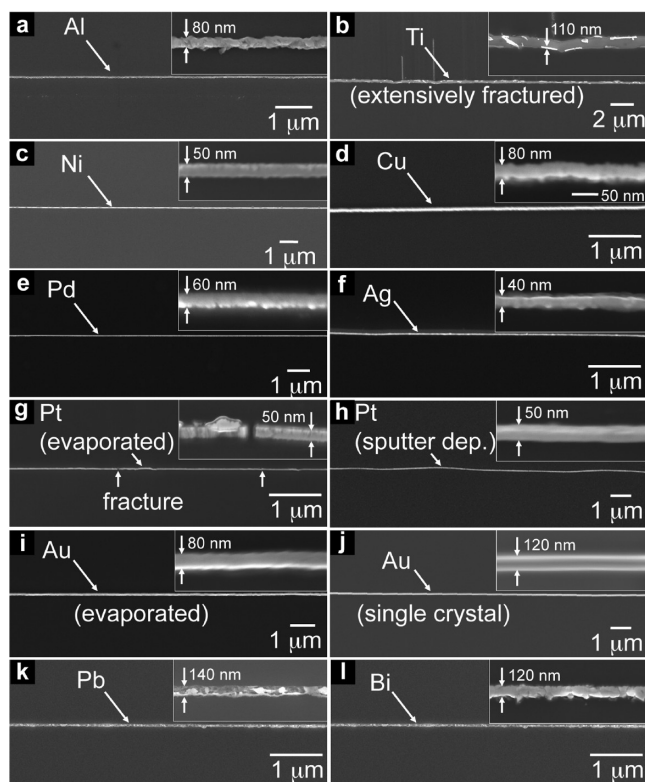 a
Al
80 nm
1 μm
b
Ti
(extensively fractured)
110 nm
2 μm
c
Ni
50 nm
1 μm
d
Cu
80 nm
50 nm
1 μm
e
Pd
60 nm
1 μm
f
Ag
40 nm
1 μm
g
Pt
(evaporated)
50 nm
fracture
1 μm
h
Pt
(sputter dep.)
50 nm
1 μm
i
Au
80 nm
(evaporated)
1 μm
j
Au
120 nm
(single crystal)
1 μm
k
Pb
140 nm
1 μm
l
Bi
120 nm
1 μm